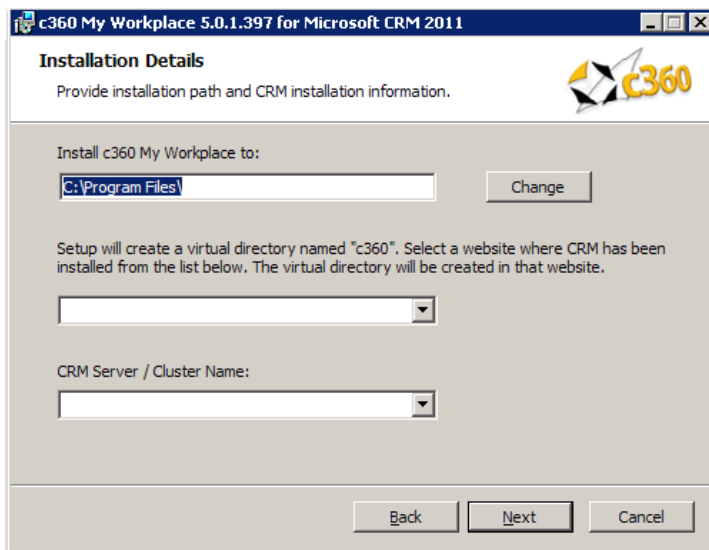 c360 My Workplace 5.0.1.397 for Microsoft CRM 2011
Installation Details
Provide installation path and CRM installation information.
c360
Install c360 My Workplace to:
C:\Program Files\
Change
Setup will create a virtual directory named "c360". Select a website where CRM has been
installed from the list below. The virtual directory will be created in that website.
CRM Server / Cluster Name:
Back
Next
Cancel